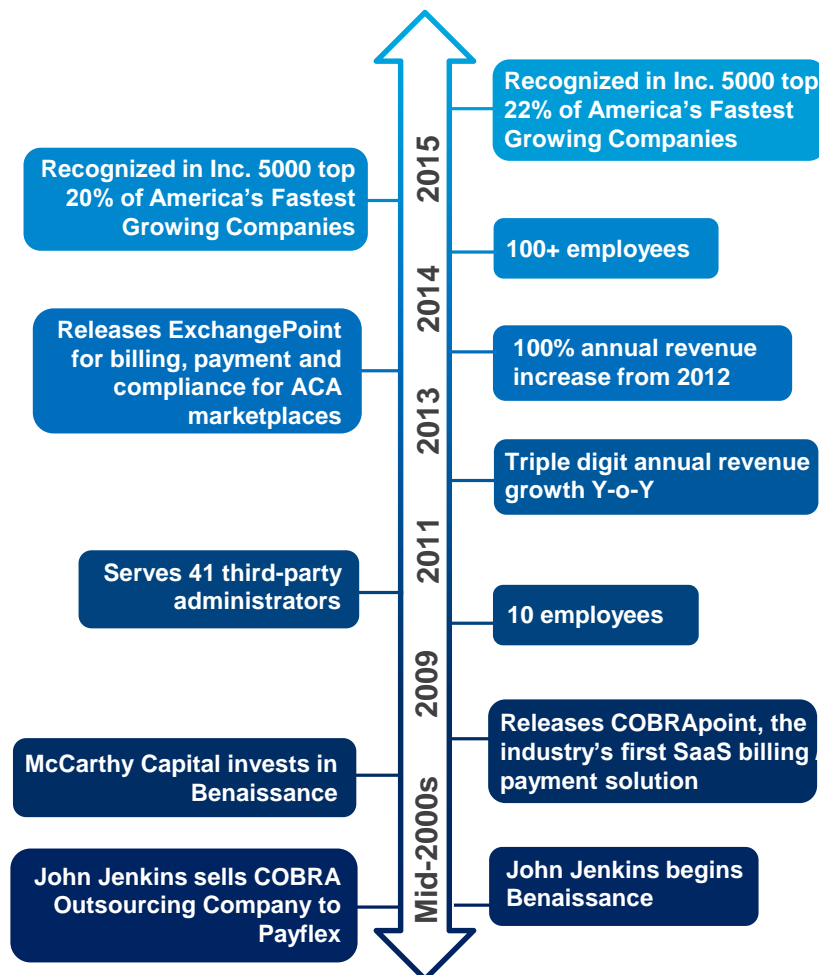 Recognized in Inc. 5000 top
22% of America's Fastest
Growing Companies
2015
Recognized in Inc. 5000 top
20% of America's Fastest
Growing Companies
100+ employees
2014
Releases ExchangePoint
for billing, payment and
compliance for ACA
marketplaces
100% annual revenue
increase from 2012
2013
Triple digit annual revenue
growth Y-o-Y
2011
Serves 41 third-party
administrators
10 employees
2009
Releases COBRApoint, the
industry's first SaaS billing /
payment solution
McCarthy Capital invests in
Benaissance
Mid-2000s
John Jenkins sells COBRA
Outsourcing Company to
Payflex
John Jenkins begins
Benaissance